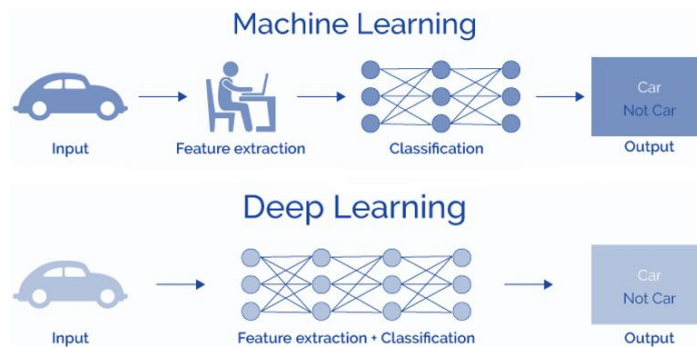 Machine Learning
Car
Not Car
Input
Feature extraction
Classification
Output
Deep Learning
Car
Not Car
Input
Feature extraction + Classification
Output